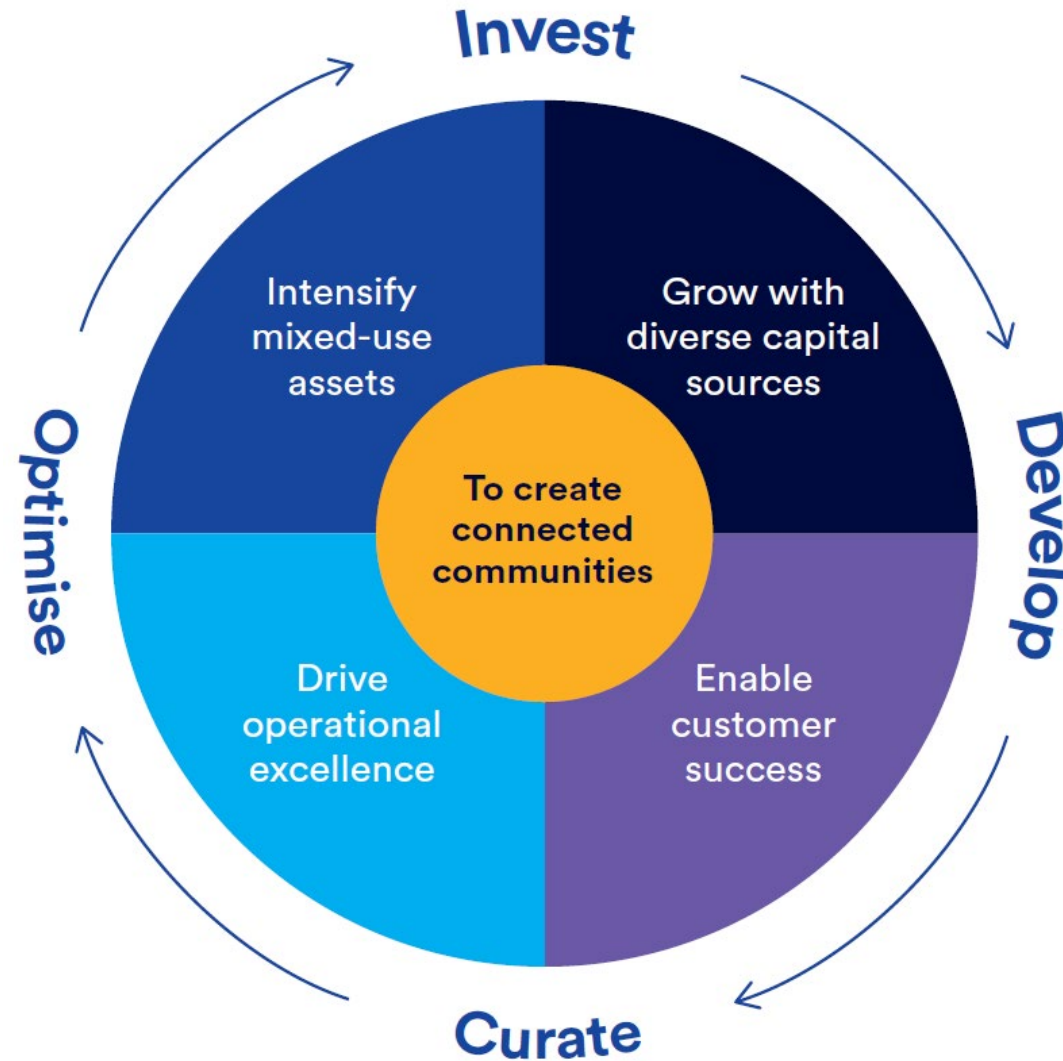 Invest
Intensify
mixed-use
assets
Grow with
diverse capital
sources
Optimise
To create
connected
communities
Develop
Drive
operational
excellence
Enable
customer
success
Curate